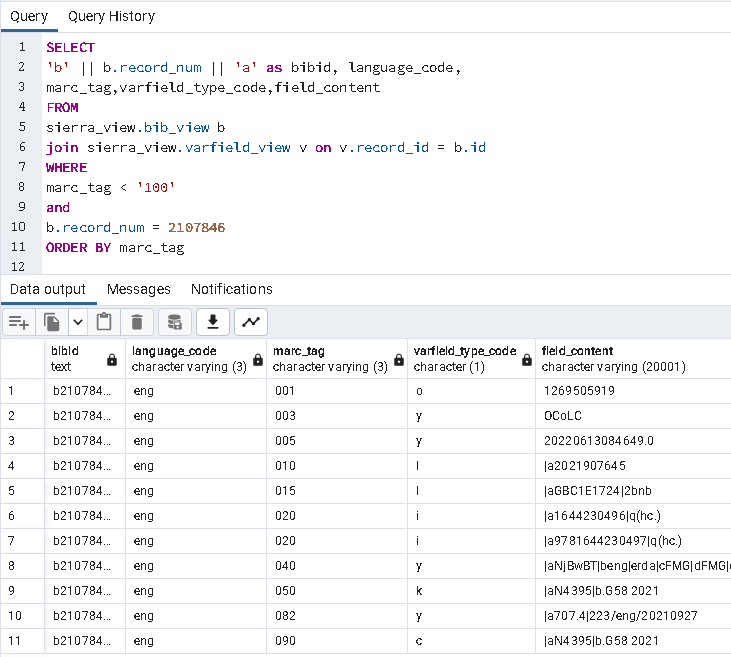 Query Query History
1 SELECT
2 'b' || b.record_num || 'a' as bibid, language_code,
3 marc_tag,varfield_type_code,field_content
4 FROM
5 sierra_view.bib_view b
6 join sierra_view.varfield_view v on v.record_id = b.id
7 WHERE
8 marc_tag < '100'
9 and
10 b.record_num = 2107846
11 ORDER BY marc_tag
12
Data output Messages Notifications
bibid language_code marc_tag varfield_type_code field_content
text character varying (3) character varying (3) character (1) character varying (20001)
1 b210784... eng 001 o 1269505919
2 b210784... eng 003 y OCoLC
3 b210784... eng 005 y 20220613084649.0
4 b210784... eng 010 l |a2021907645
5 b210784... eng 015 l |aGBC1E1724|2bnb
6 b210784... eng 020 i |a1644230496|q(hc.)
7 b210784... eng 020 i |a9781644230497|q(hc.)
8 b210784... eng 040 y |aNjBwBT|beng|erda|cFMG|dFMG|
9 b210784... eng 050 k |aN4395|b.G58 2021
10 b210784... eng 082 y |a707.4|223/eng/20210927
11 b210784... eng 090 c |aN4395|b.G58 2021